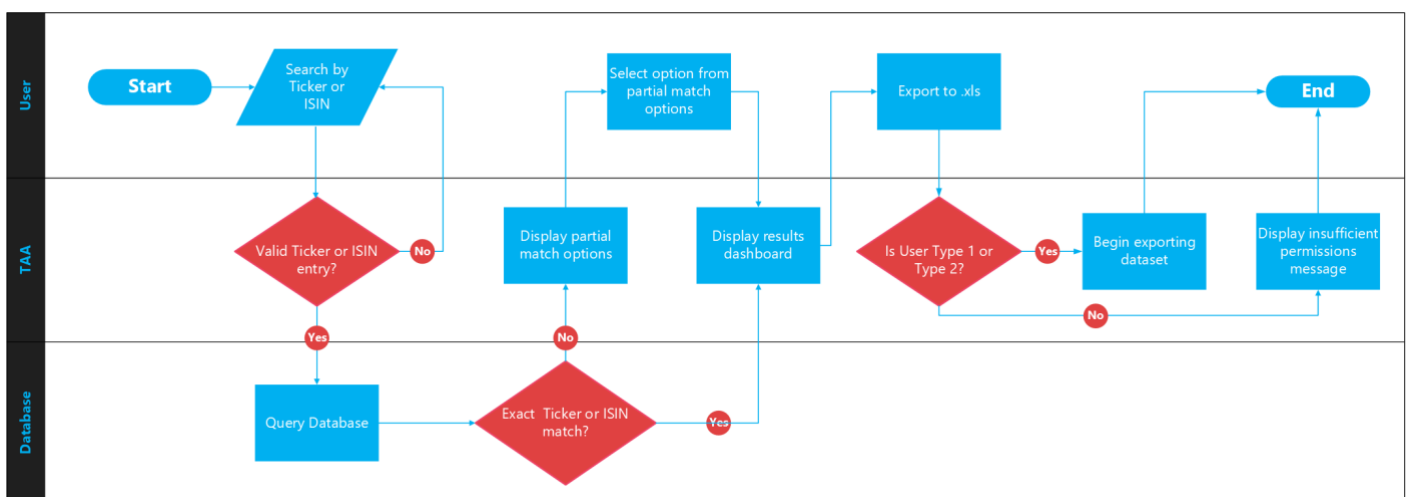 User
Start
Search by
Ticker or
ISIN
Select option from
partial match
options
Export to .xls
End
TAA
Valid Ticker or ISIN
entry?
No
Display partial
match options
Display results
dashboard
Is User Type 1 or
Type 2?
Yes
Begin exporting
dataset
Display insufficient
permissions
message
No
Yes
No
Database
Query Database
Exact Ticker or ISIN
match?
Yes